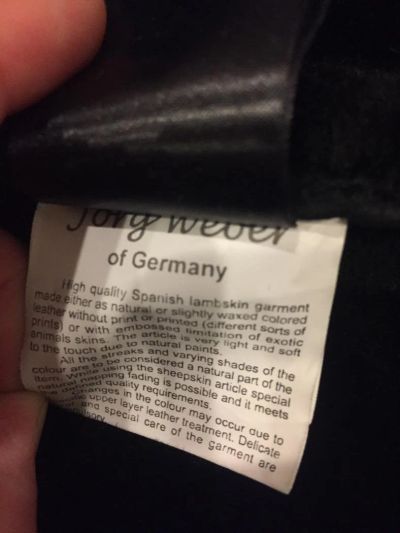 Jorg Weber
of Germany
High quality Spanish lambskin garment
made either as natural or slightly waxed colored
leather without print or printed (different sorts of
prints) or with embossed limitation of exotic
animals skins. The article is very light and soft
to the touch due to natural paints.
All the streaks and varying shades of the
colour are to be considered a natural part of the
item. While using the sheepskin article special
natural napping fading is possible and it meets
quality requirements.
changes in the colour may occur due to
upper layer leather treatment. Delicate
and special care of the garment are